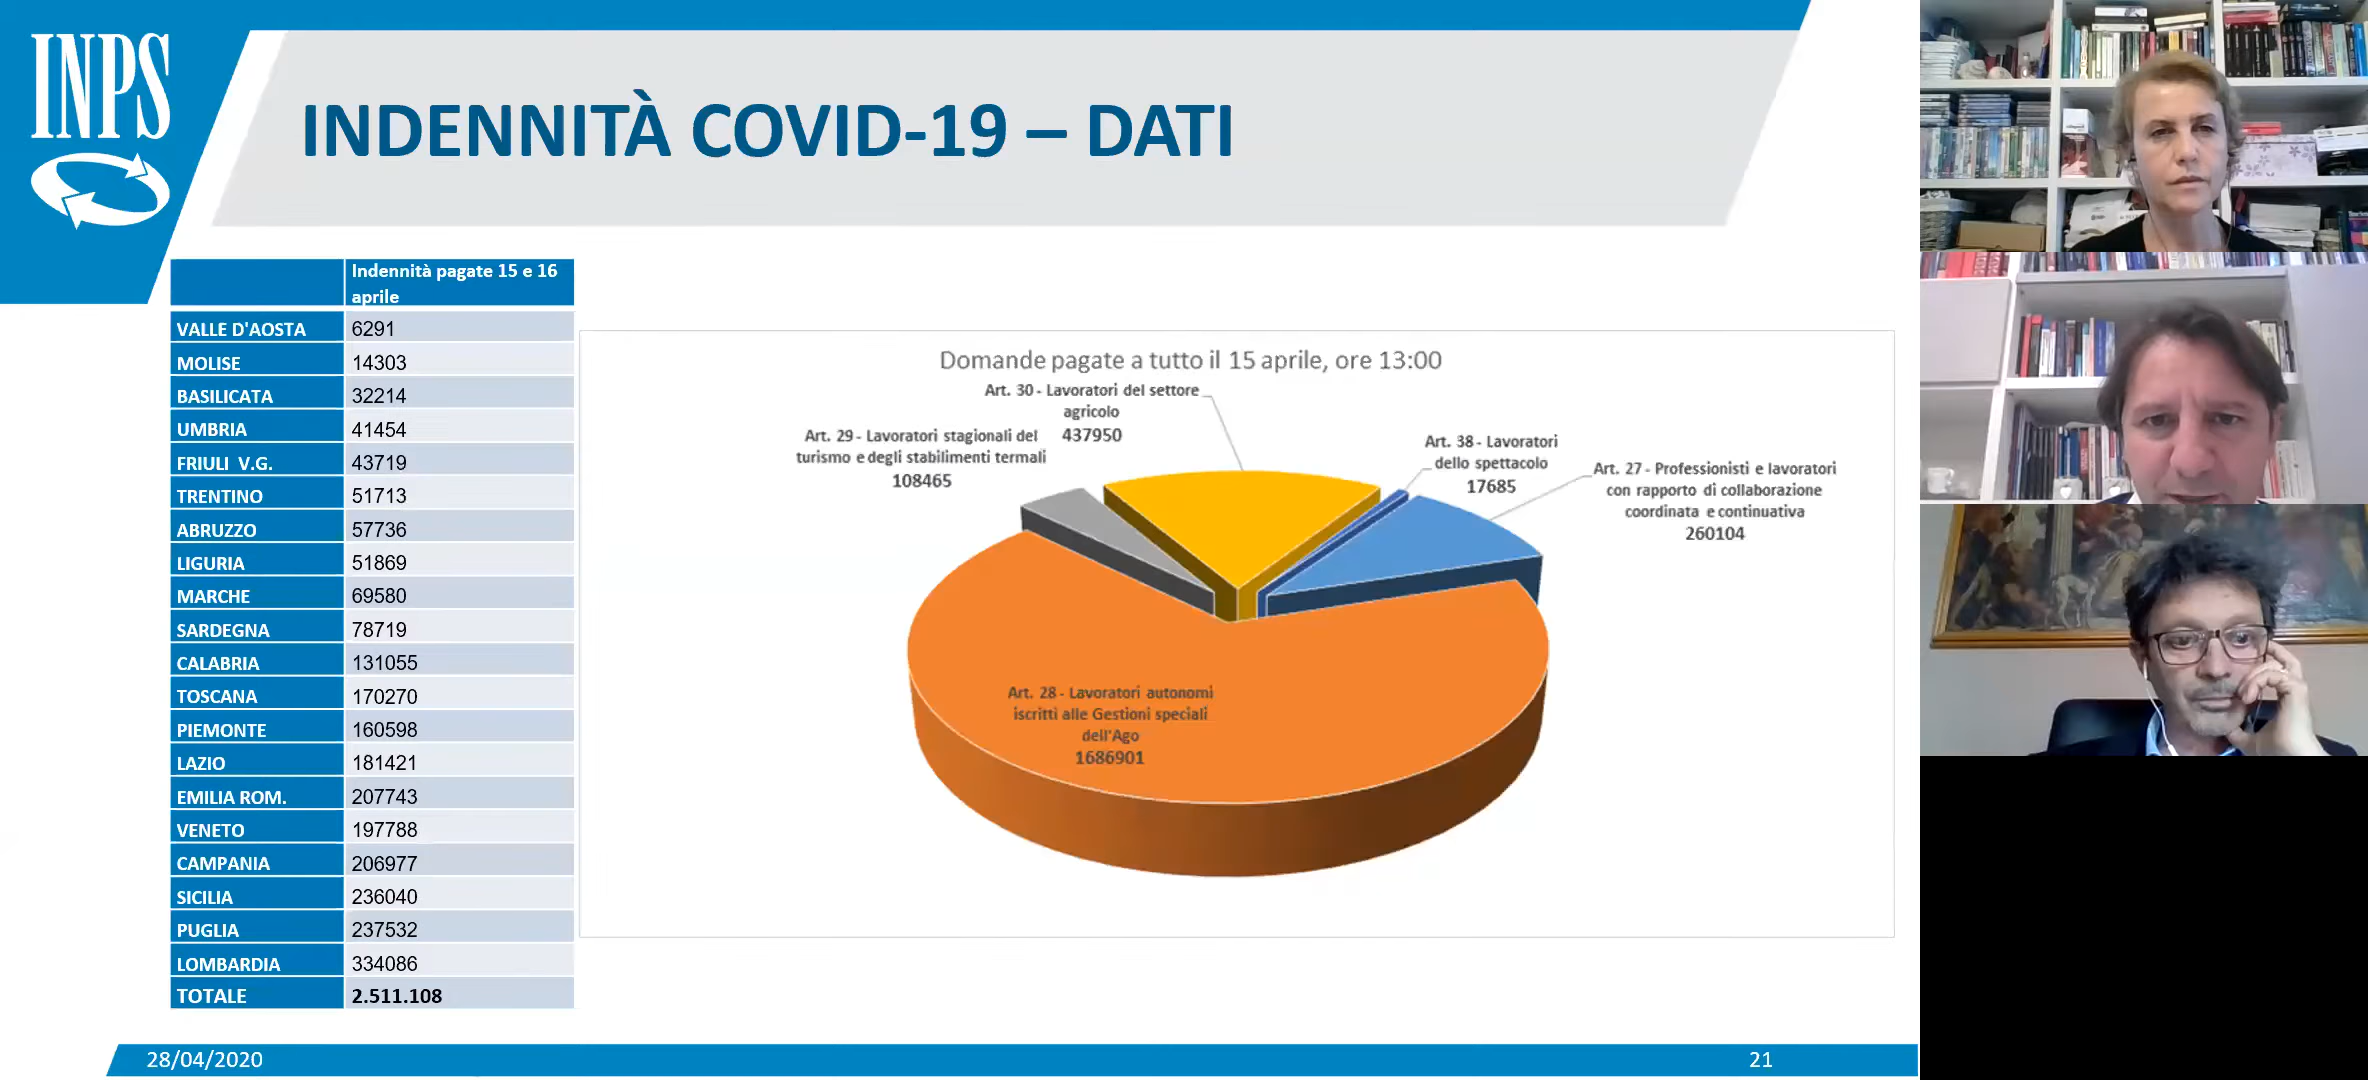 INPS
INDENNITÀ COVID-19 – DATI
Indennità pagate 15 e 16
aprile
VALLE D'AOSTA 6291
MOLISE 14303
BASILICATA 32214
UMBRIA 41454
FRIULI V.G. 43719
TRENTINO 51713
ABRUZZO 57736
LIGURIA 51869
MARCHE 69580
SARDEGNA 78719
CALABRIA 131055
TOSCANA 170270
PIEMONTE 160598
LAZIO 181421
EMILIA ROM. 207743
VENETO 197788
CAMPANIA 206977
SICILIA 236040
PUGLIA 237532
LOMBARDIA 334086
TOTALE 2.511.108
Domande pagate a tutto il 15 aprile, ore 13:00
Art. 30 - Lavoratori del settore
agricolo
437950
Art. 29 - Lavoratori stagionali del
turismo e degli stabilimenti termali
108465
Art. 38 - Lavoratori
dello spettacolo
17685
Art. 27 - Professionisti e lavoratori
con rapporto di collaborazione
coordinata e continuativa
260104
Art. 28 - Lavoratori autonomi
iscritti alle Gestioni speciali
dell'Ago
1686901
28/04/2020
21